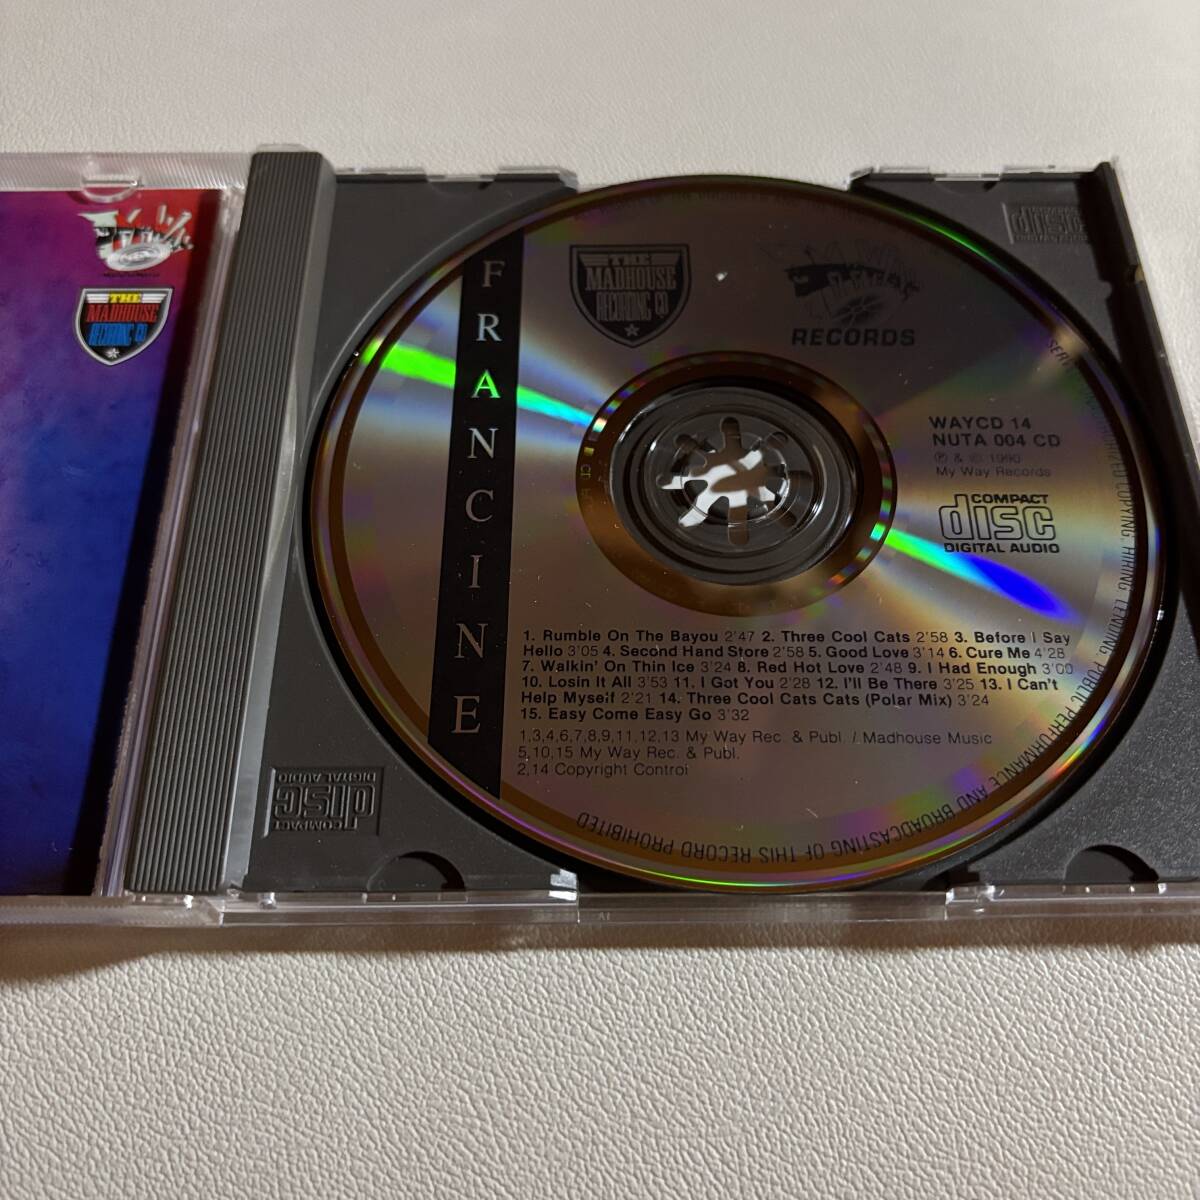 THE
MADHOUSE
RECORDING CO
FRANCINE
THE
MADHOUSE
RECORDING CO
RECORDS
WAYCD 14
NUTA 004 CD
℗ & © 1990
My Way Records
COMPACT
disc
DIGITAL AUDIO
1. Rumble On The Bayou 2'47 2. Three Cool Cats 2'58 3. Before I Say
Hello 3'05 4. Second Hand Store 2'58 5. Good Love 3'14 6. Cure Me 4'28
7. Walkin' On Thin Ice 3'24 8. Red Hot Love 2'48 9. I Had Enough 3'00
10. Losin It All 3'53 11. I Got You 2'28 12. I'll Be There 3'25 13. I Can't
Help Myself 2'21 14. Three Cool Cats Cats (Polar Mix) 3'24
15. Easy Come Easy Go 3'32
1,3,4,6,7,8,9,11,12,13 My Way Rec. & Publ. / Madhouse Music
5,10,15 My Way Rec. & Publ.
2,14 Copyright Control
COPYING, HIRING, LENDING, PUBLIC PERFORMANCE AND BROADCASTING OF THIS RECORD PROHIBITED
COMPACT
disc
DIGITAL AUDIO
disc
DIGITAL AUDIO